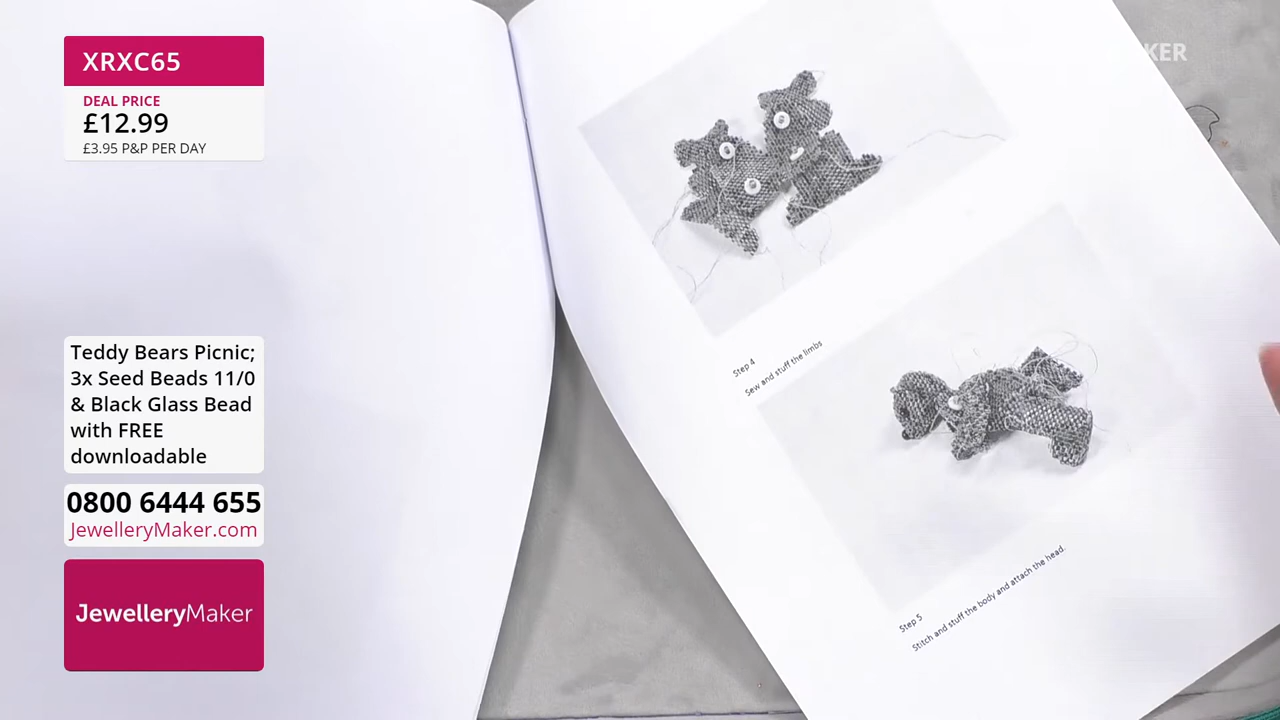 XRXC65
DEAL PRICE
£12.99
£3.95 P&P PER DAY
Teddy Bears Picnic;
3x Seed Beads 11/0
& Black Glass Bead
with FREE
downloadable
0800 6444 655
JewelleryMaker.com
JewelleryMaker
KER
Step 4
Sew and stuff the limbs
Step 5
Stitch and stuff the body and attach the head.